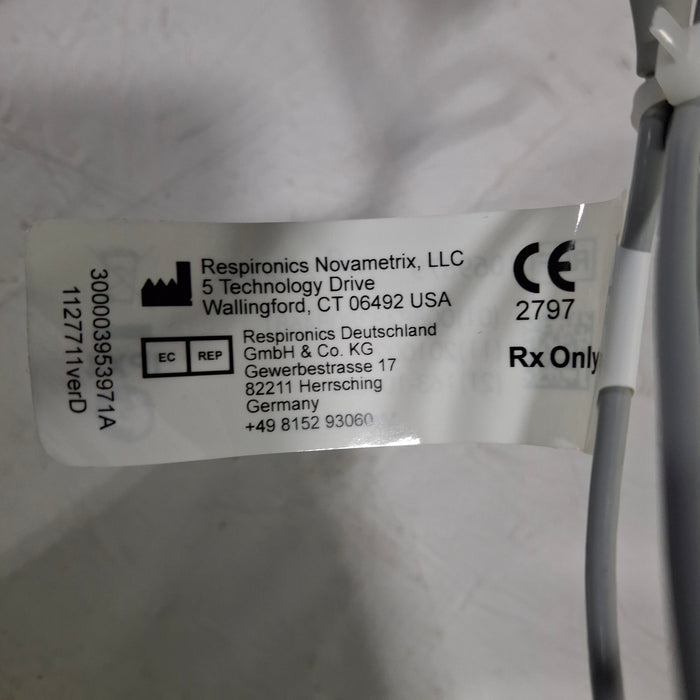 Respironics Novametrix, LLC
5 Technology Drive
Wallingford, CT 06492 USA
EC REP
Respironics Deutschland
GmbH & Co. KG
Gewerbestrasse 17
82211 Herrsching
Germany
+49 8152 93060
CE
2797
Rx Only
300003953971A
1127711verD